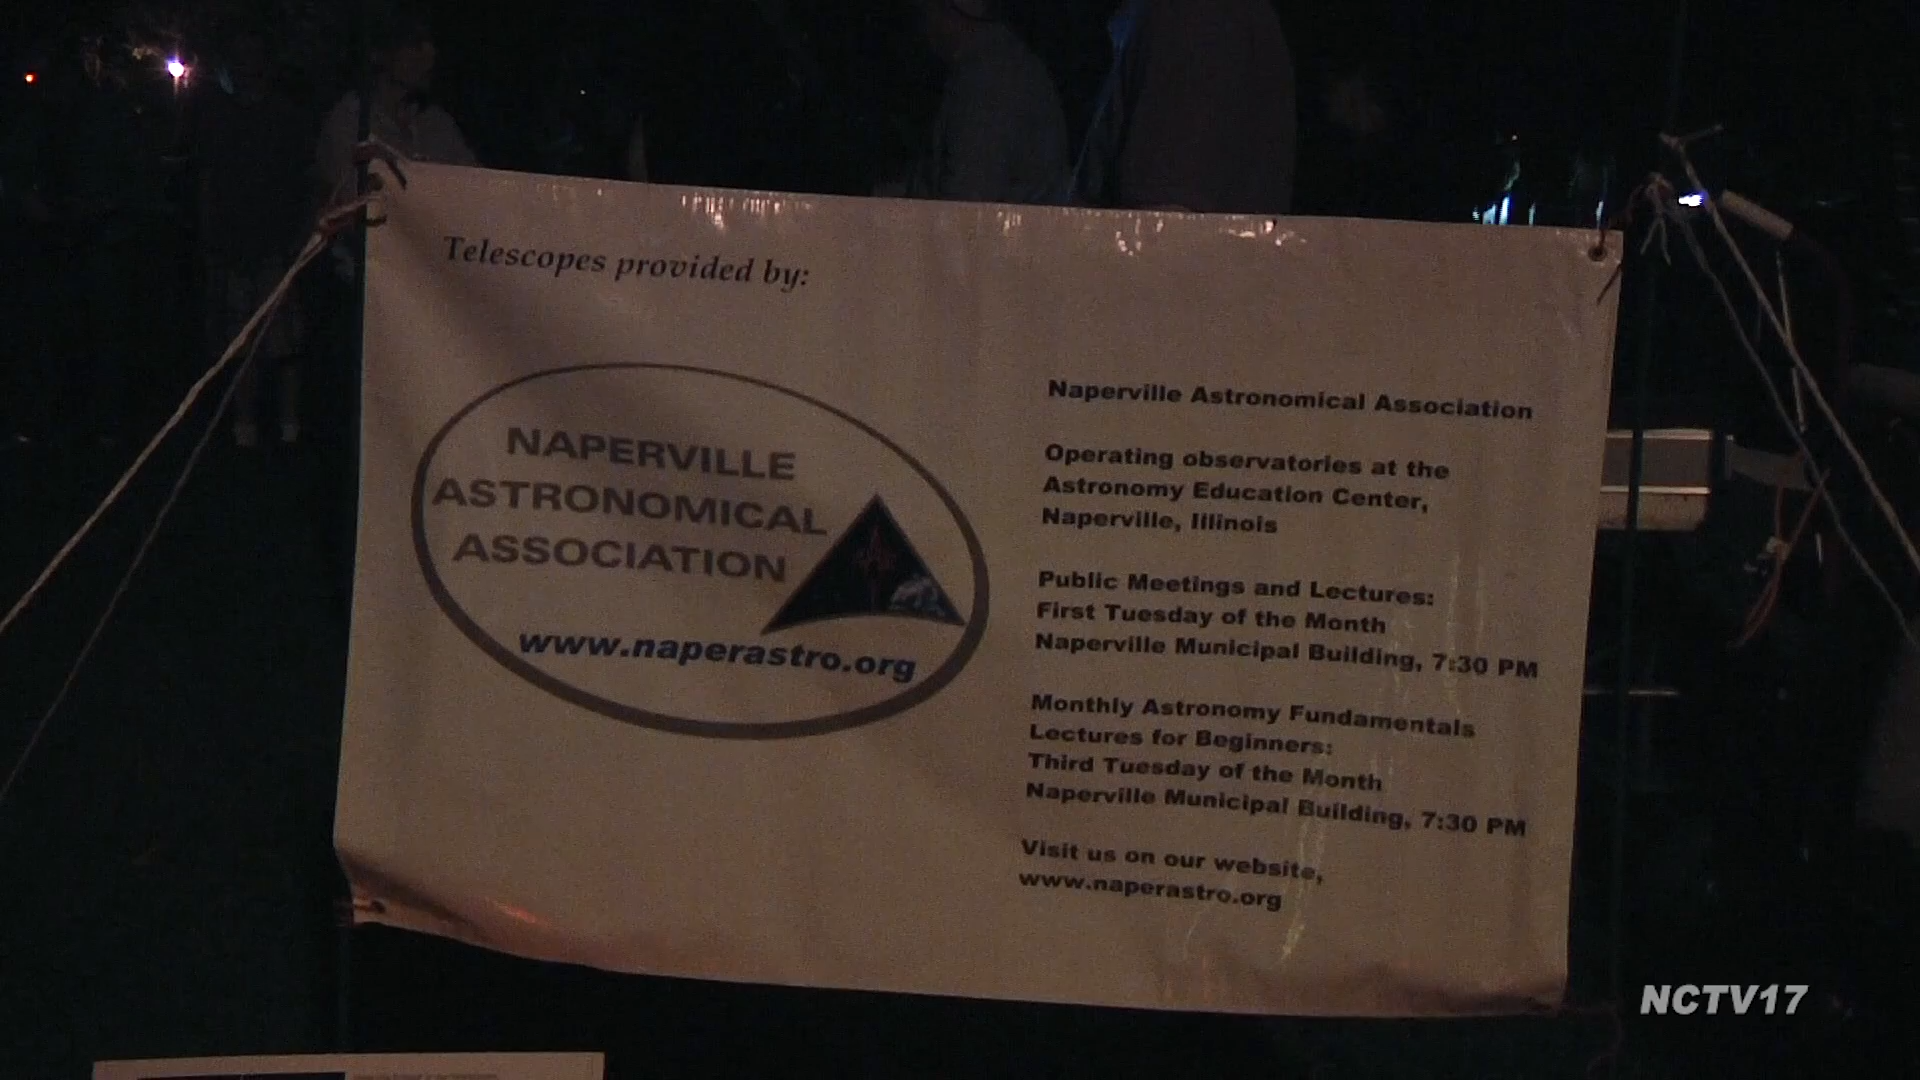 Telescopes provided by:
NAPERVILLE
ASTRONOMICAL
ASSOCIATION
www.naperastro.org
Naperville Astronomical Association
Operating observatories at the
Astronomy Education Center,
Naperville, Illinois
Public Meetings and Lectures:
First Tuesday of the Month
Naperville Municipal Building, 7:30 PM
Monthly Astronomy Fundamentals
Lectures for Beginners:
Third Tuesday of the Month
Naperville Municipal Building, 7:30 PM
Visit us on our website,
www.naperastro.org
NCTV17